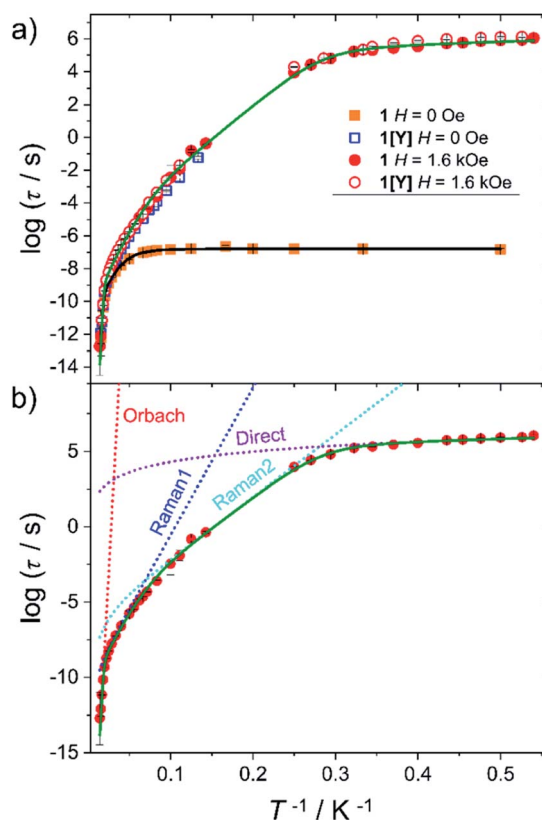 a)
log (τ / s)
6
4
2
0
-2
-4
-6
-8
-10
-12
-14
1 H = 0 Oe
1[Y] H = 0 Oe
1 H = 1.6 kOe
1[Y] H = 1.6 kOe
b)
log (τ / s)
5
0
-5
-10
-15
Orbach
Direct
Raman1
Raman2
0.1 0.2 0.3 0.4 0.5
T⁻¹ / K⁻¹